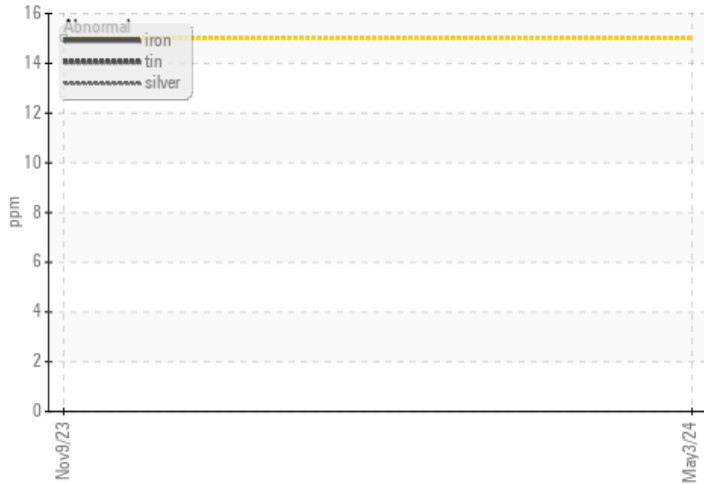 16
14
12
10
8
6
4
2
0
ppm
Abnormal
iron
tin
silver
Nov9/23
May3/24